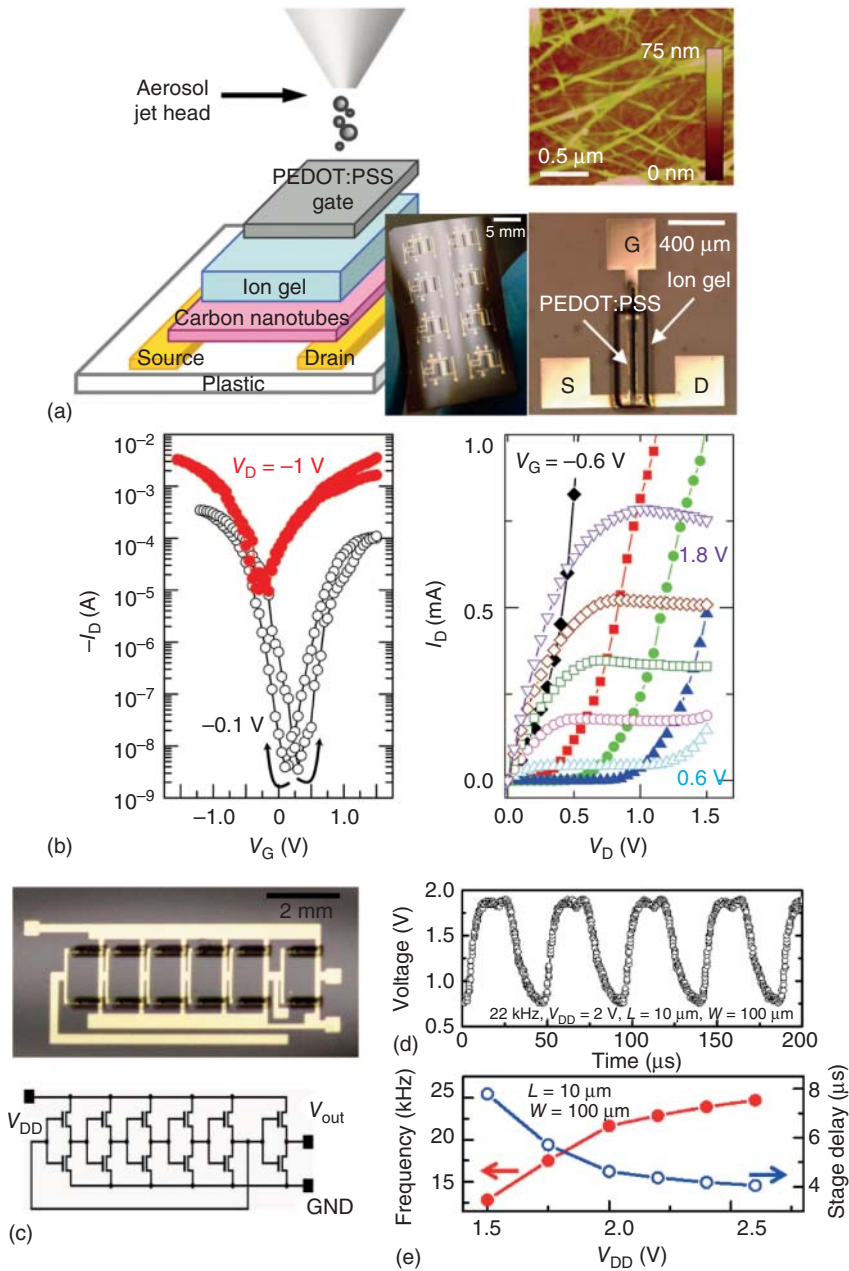 Aerosol
jet head
PEDOT:PSS
gate
Ion gel
Carbon nanotubes
Source
Drain
Plastic
75 nm
0.5 μm
0 nm
5 mm
G
400 μm
Ion gel
PEDOT:PSS
S
D
(a)
10⁻²
10⁻³
10⁻⁴
10⁻⁵
10⁻⁶
10⁻⁷
10⁻⁸
10⁻⁹
–I_D (A)
V_D = –1 V
–0.1 V
–1.0
0
1.0
V_G (V)
(b)
1.0
0.5
0.0
I_D (mA)
V_G = –0.6 V
1.8 V
0.6 V
0.0
0.5
1.0
1.5
V_D (V)
2 mm
V_DD
V_out
GND
(c)
2.0
1.5
1.0
0.5
Voltage (V)
22 kHz, V_DD = 2 V, L = 10 μm, W = 100 μm
0
50
100
150
200
Time (μs)
(d)
25
20
15
Frequency (kHz)
L = 10 μm
W = 100 μm
8
6
4
Stage delay (μs)
1.5
2.0
2.5
V_DD (V)
(e)